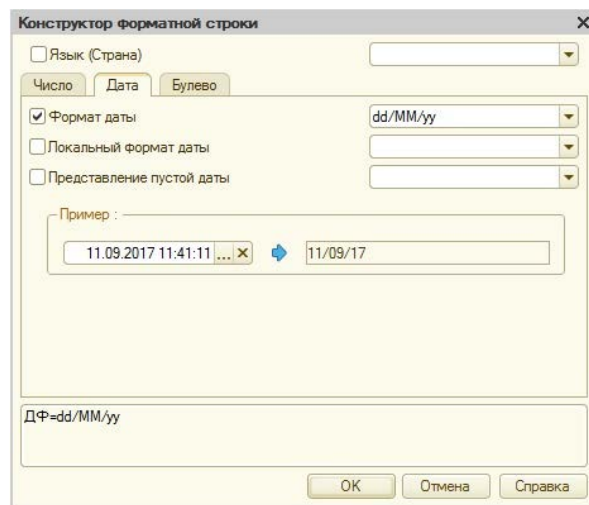 Конструктор форматной строки
Язык (Страна)
Число Дата Булево
Формат даты dd/MM/yy
Локальный формат даты
Представление пустой даты
Пример :
11.09.2017 11:41:11 ... 11/09/17
ДФ=dd/MM/yy
OK Отмена Справка